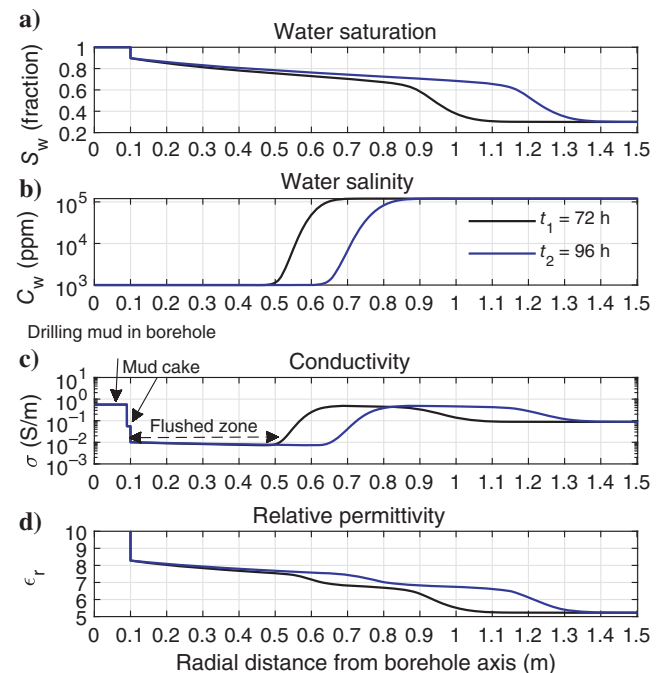 a) Water saturation
S_w (fraction)
1
0.8
0.6
0.4
0.2
0 0.1 0.2 0.3 0.4 0.5 0.6 0.7 0.8 0.9 1 1.1 1.2 1.3 1.4 1.5
b) Water salinity
C_w (ppm)
10^5
10^4
10^3
t_1 = 72 h
t_2 = 96 h
0 0.1 0.2 0.3 0.4 0.5 0.6 0.7 0.8 0.9 1 1.1 1.2 1.3 1.4 1.5
Drilling mud in borehole
c) Mud cake Conductivity
σ (S/m)
10^1
10^0
10^-1
10^-2
10^-3
Flushed zone
0 0.1 0.2 0.3 0.4 0.5 0.6 0.7 0.8 0.9 1 1.1 1.2 1.3 1.4 1.5
d) Relative permittivity
ϵ_r
10
9
8
7
6
5
0 0.1 0.2 0.3 0.4 0.5 0.6 0.7 0.8 0.9 1 1.1 1.2 1.3 1.4 1.5
Radial distance from borehole axis (m)